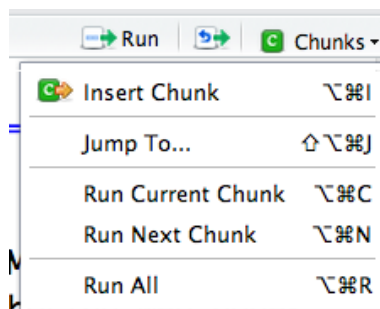 Run C Chunks
C Insert Chunk ⌥⌘I
Jump To... ⇧⌥⌘J
Run Current Chunk ⌥⌘C
Run Next Chunk ⌥⌘N
Run All ⌥⌘R